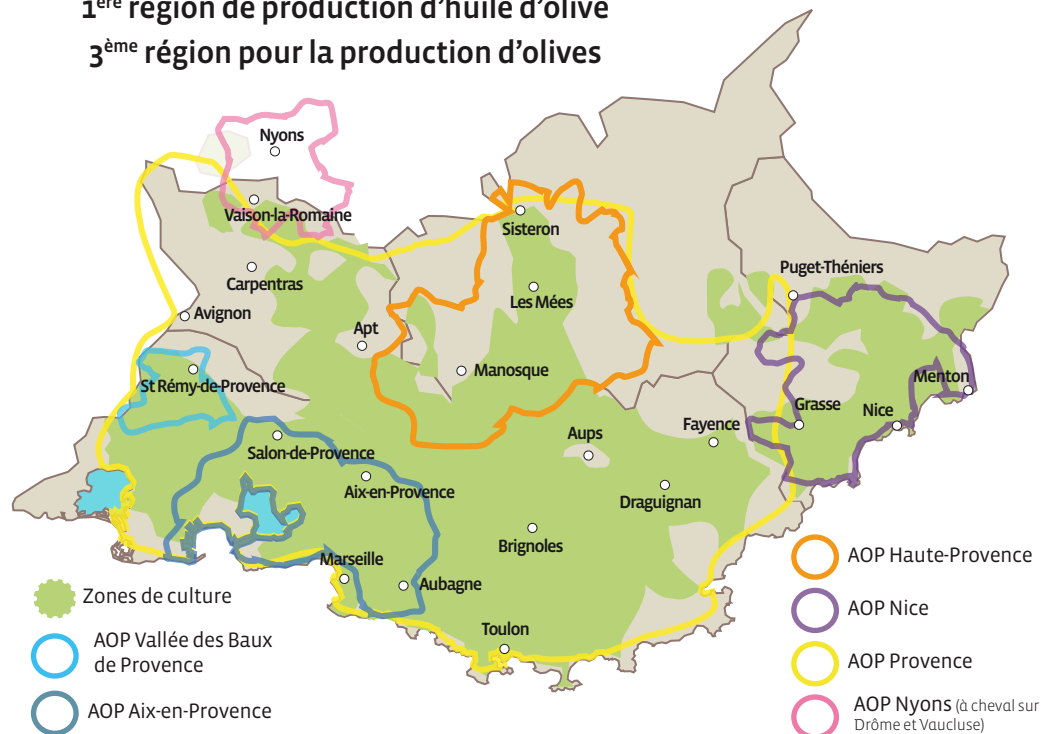 1ère région de production d'huile d'olive
3ème région pour la production d'olives
Nyons
Vaison-la-Romaine
Sisteron
Carpentras
Puget-Théniers
Les Mées
Avignon
Apt
Manosque
St Rémy-de-Provence
Menton
Grasse
Nice
Fayence
Aups
Salon-de-Provence
Aix-en-Provence
Draguignan
Brignoles
Marseille
Aubagne
Toulon
Zones de culture
AOP Vallée des Baux
de Provence
AOP Aix-en-Provence
AOP Haute-Provence
AOP Nice
AOP Provence
AOP Nyons (à cheval sur
Drôme et Vaucluse)